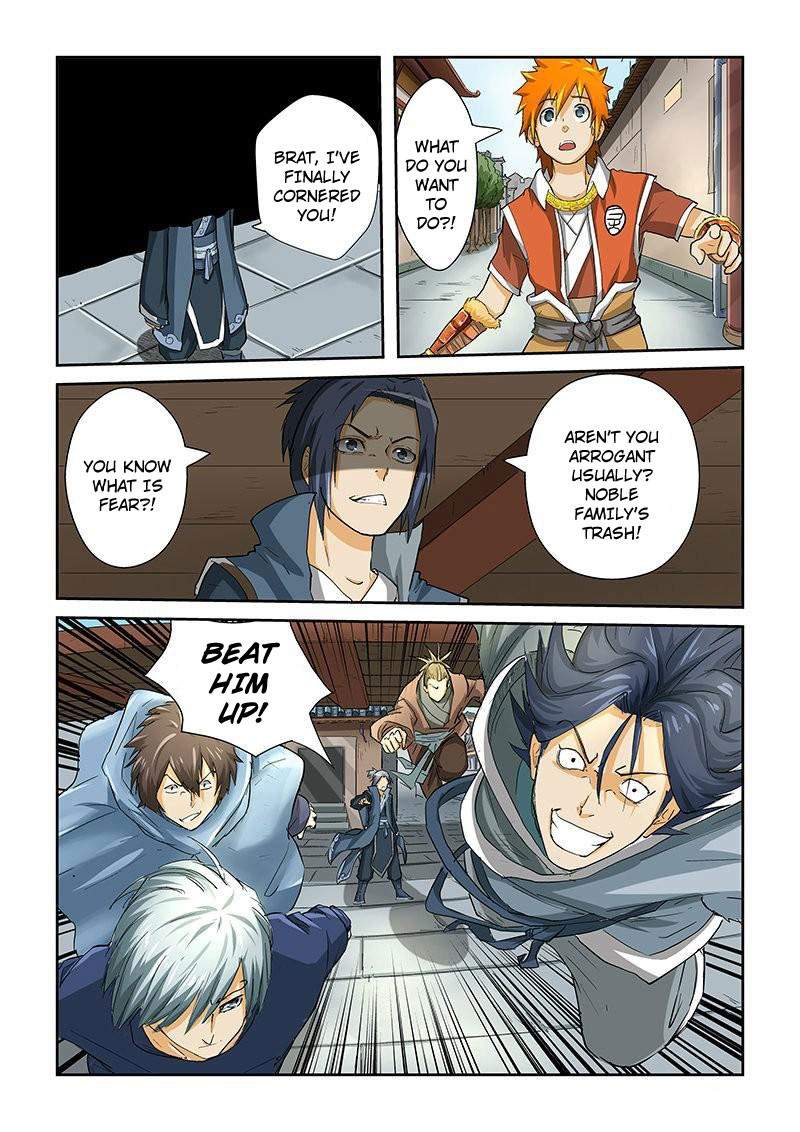 BRAT, I'VE
FINALLY
CORNERED
YOU!
WHAT
DO YOU
WANT
TO
DO?!
YOU KNOW
WHAT IS
FEAR?!
AREN'T YOU
ARROGANT
USUALLY?
NOBLE
FAMILY'S
TRASH!
BEAT
HIM
UP!